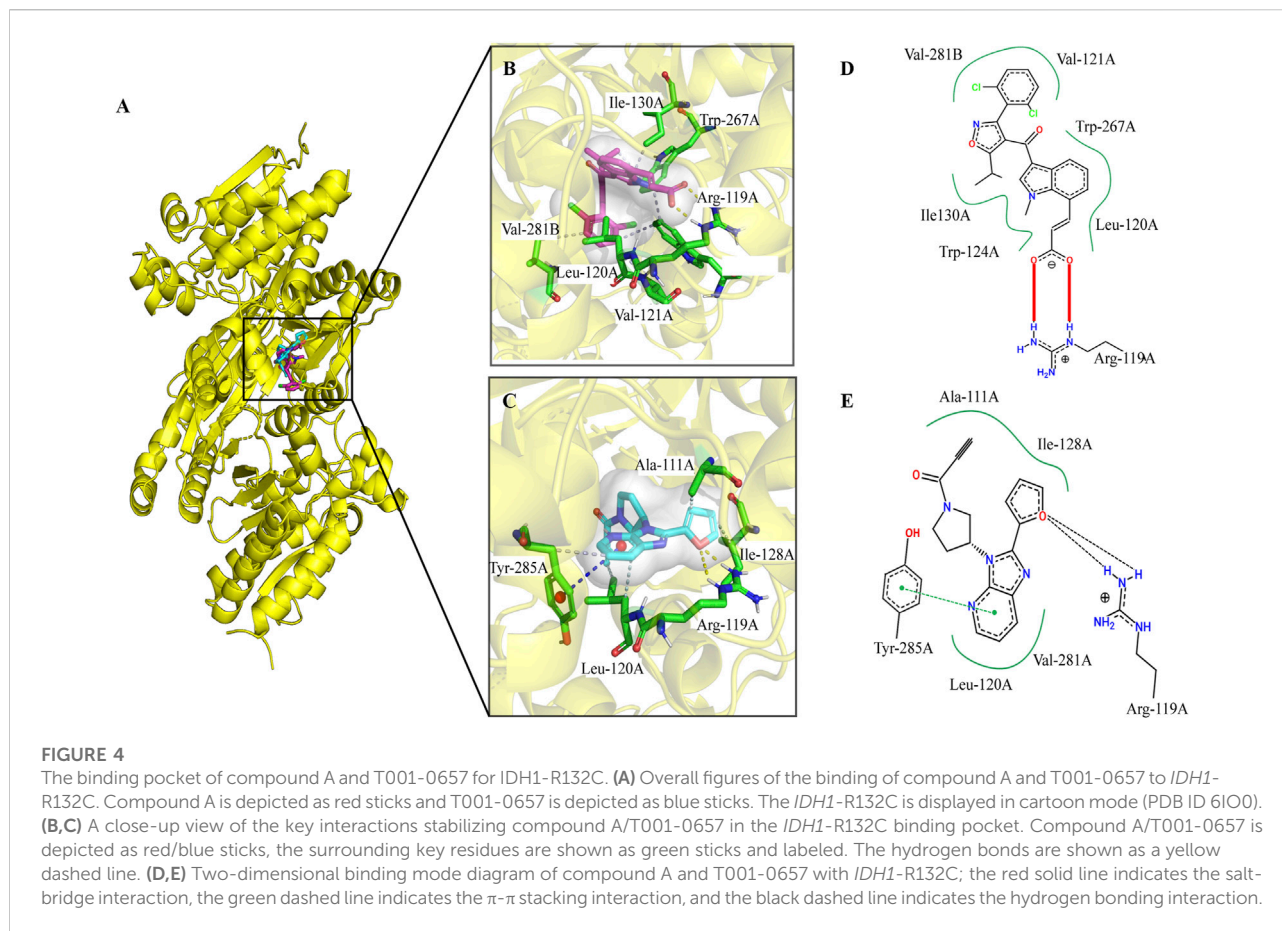 A
B
Ile-130A
Trp-267A
Arg-119A
Val-281B
Leu-120A
Val-121A
C
Ala-111A
Ile-128A
Tyr-285A
Arg-119A
Leu-120A
D
Val-281B
Val-121A
Cl
Cl
N
O
O
Trp-267A
N
Ile130A
Leu-120A
Trp-124A
O
O
⊖
H
H
H
N
N
H₂N
⊕
Arg-119A
E
Ala-111A
Ile-128A
O
N
OH
O
N
N
N
H
H
N
⊕
NH₂
NH
Tyr-285A
Val-281A
Leu-120A
Arg-119A
FIGURE 4
The binding pocket of compound A and T001-0657 for IDH1-R132C. (A) Overall figures of the binding of compound A and T001-0657 to IDH1-
R132C. Compound A is depicted as red sticks and T001-0657 is depicted as blue sticks. The IDH1-R132C is displayed in cartoon mode (PDB ID 6IO0).
(B,C) A close-up view of the key interactions stabilizing compound A/T001-0657 in the IDH1-R132C binding pocket. Compound A/T001-0657 is
depicted as red/blue sticks, the surrounding key residues are shown as green sticks and labeled. The hydrogen bonds are shown as a yellow
dashed line. (D,E) Two-dimensional binding mode diagram of compound A and T001-0657 with IDH1-R132C; the red solid line indicates the salt-
bridge interaction, the green dashed line indicates the π-π stacking interaction, and the black dashed line indicates the hydrogen bonding interaction.